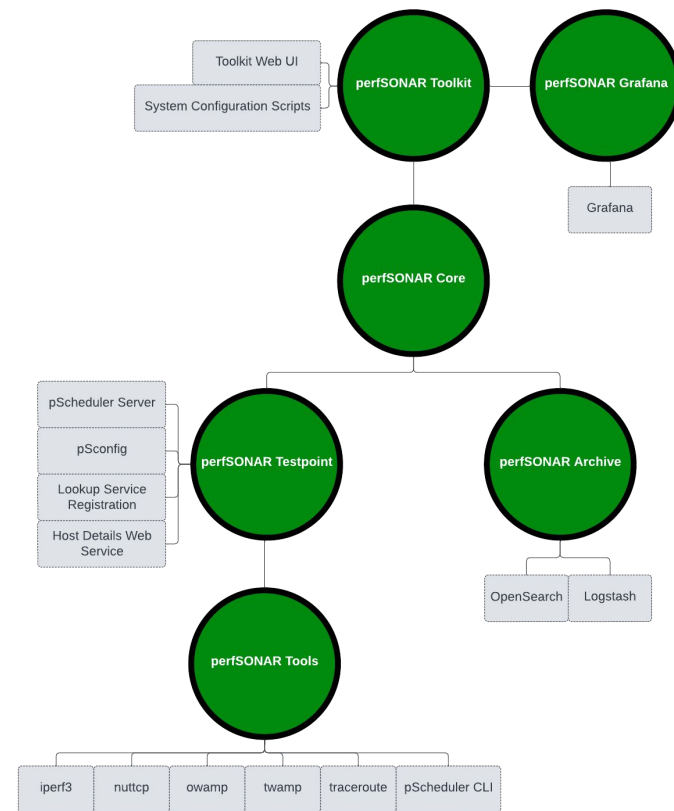 Toolkit Web UI
System Configuration Scripts
perfSONAR Toolkit
perfSONAR Grafana
Grafana
perfSONAR Core
pScheduler Server
pSconfig
Lookup Service
Registration
Host Details Web
Service
perfSONAR Testpoint
perfSONAR Archive
OpenSearch
Logstash
perfSONAR Tools
iperf3
nuttcp
owamp
twamp
traceroute
pScheduler CLI